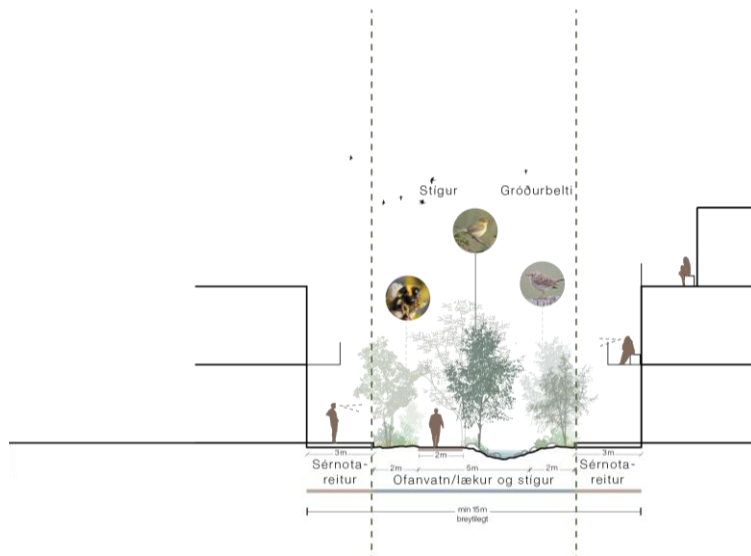 Stígur
Gróðurbelti
3m
2m
2m
5m
2m
3m
Sérnota-
reitur
Ofanvatn/lækur og stígur
Sérnota-
reitur
min 15m
breytilegt